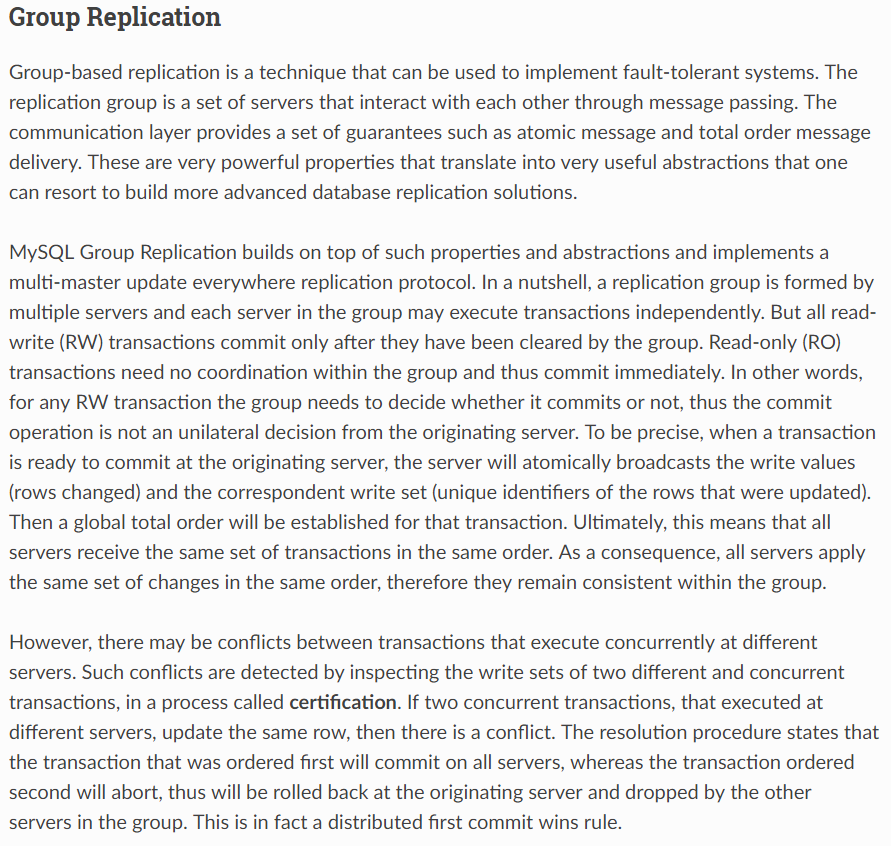 Group Replication
Group-based replication is a technique that can be used to implement fault-tolerant systems. The
replication group is a set of servers that interact with each other through message passing. The
communication layer provides a set of guarantees such as atomic message and total order message
delivery. These are very powerful properties that translate into very useful abstractions that one
can resort to build more advanced database replication solutions.
MySQL Group Replication builds on top of such properties and abstractions and implements a
multi-master update everywhere replication protocol. In a nutshell, a replication group is formed by
multiple servers and each server in the group may execute transactions independently. But all read-
write (RW) transactions commit only after they have been cleared by the group. Read-only (RO)
transactions need no coordination within the group and thus commit immediately. In other words,
for any RW transaction the group needs to decide whether it commits or not, thus the commit
operation is not an unilateral decision from the originating server. To be precise, when a transaction
is ready to commit at the originating server, the server will atomically broadcasts the write values
(rows changed) and the correspondent write set (unique identifiers of the rows that were updated).
Then a global total order will be established for that transaction. Ultimately, this means that all
servers receive the same set of transactions in the same order. As a consequence, all servers apply
the same set of changes in the same order, therefore they remain consistent within the group.
However, there may be conflicts between transactions that execute concurrently at different
servers. Such conflicts are detected by inspecting the write sets of two different and concurrent
transactions, in a process called certification. If two concurrent transactions, that executed at
different servers, update the same row, then there is a conflict. The resolution procedure states that
the transaction that was ordered first will commit on all servers, whereas the transaction ordered
second will abort, thus will be rolled back at the originating server and dropped by the other
servers in the group. This is in fact a distributed first commit wins rule.